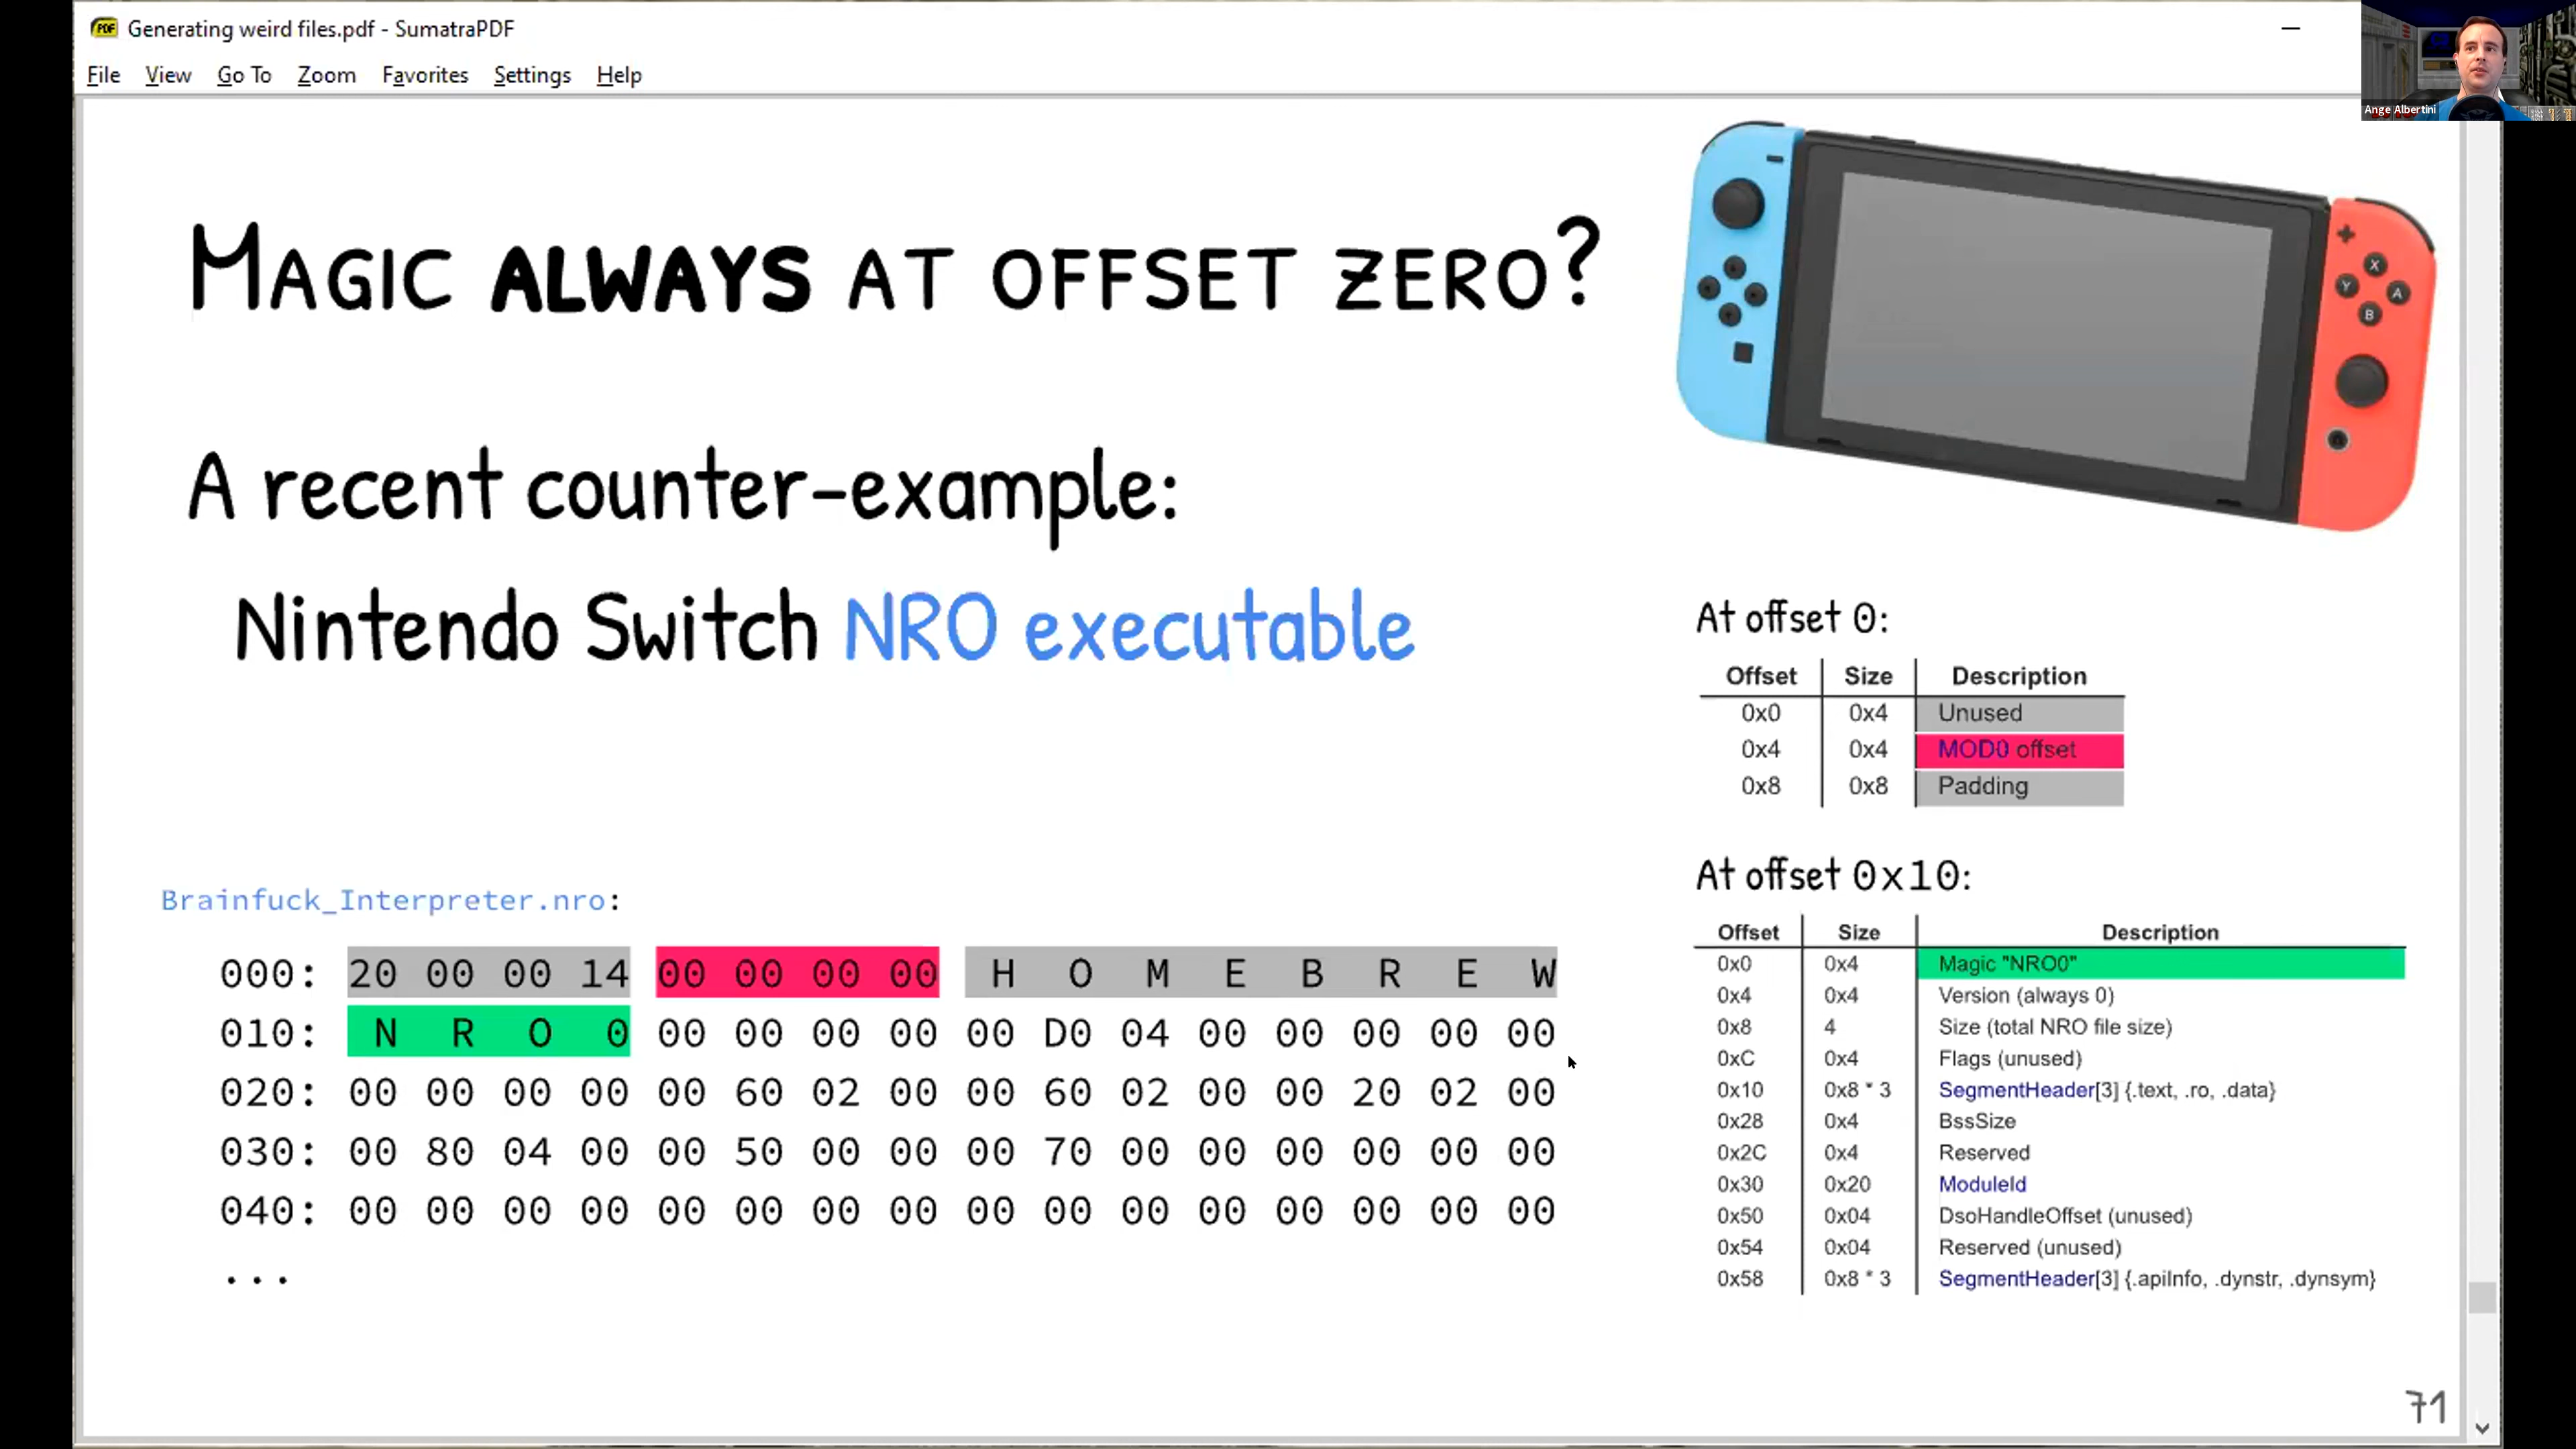 Generating weird files.pdf - SumatraPDF
File View Go To Zoom Favorites Settings Help
Ange Albertini
MAGIC ALWAYS AT OFFSET ZERO?
A recent counter-example:
Nintendo Switch NRO executable
X
Y A
B
At offset 0:
Offset Size Description
0x0 0x4 Unused
0x4 0x4 MOD0 offset
0x8 0x8 Padding
Brainfuck_Interpreter.nro:
000: 20 00 00 14 00 00 00 00 H O M E B R E W
010: N R O 0 00 00 00 00 00 D0 04 00 00 00 00 00
020: 00 00 00 00 00 60 02 00 00 60 02 00 00 20 02 00
030: 00 80 04 00 00 50 00 00 00 70 00 00 00 00 00 00
040: 00 00 00 00 00 00 00 00 00 00 00 00 00 00 00 00
...
At offset 0x10:
Offset Size Description
0x0 0x4 Magic "NRO0"
0x4 0x4 Version (always 0)
0x8 4 Size (total NRO file size)
0xC 0x4 Flags (unused)
0x10 0x8 * 3 SegmentHeader[3] {.text, .ro, .data}
0x28 0x4 BssSize
0x2C 0x4 Reserved
0x30 0x20 ModuleId
0x50 0x04 DsoHandleOffset (unused)
0x54 0x04 Reserved (unused)
0x58 0x8 * 3 SegmentHeader[3] {.apiInfo, .dynstr, .dynsym}
71